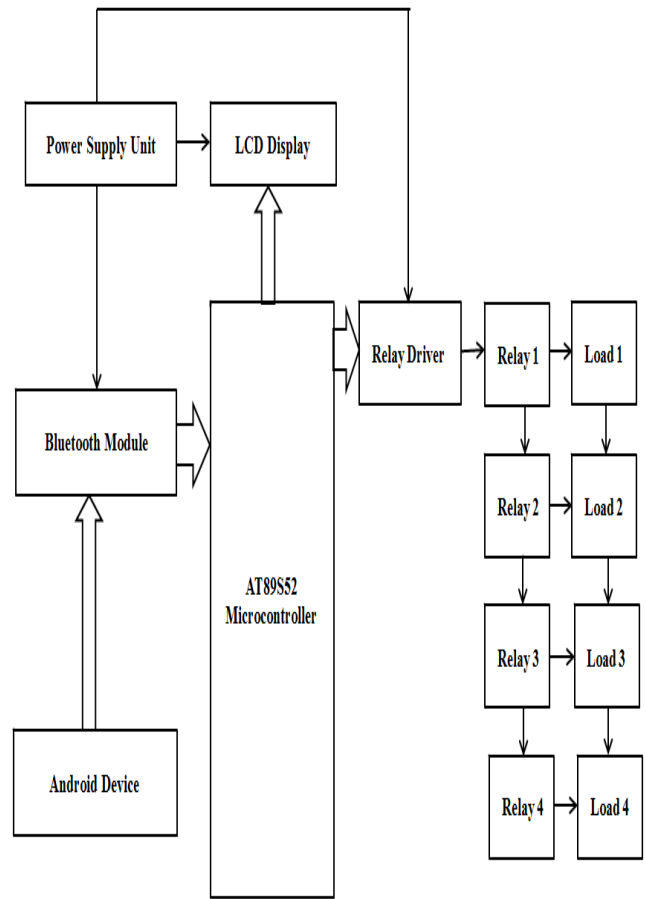 Power Supply Unit
LCD Display
Relay Driver
Relay 1
Load 1
Bluetooth Module
Relay 2
Load 2
AT89S52
Microcontroller
Relay 3
Load 3
Android Device
Relay 4
Load 4